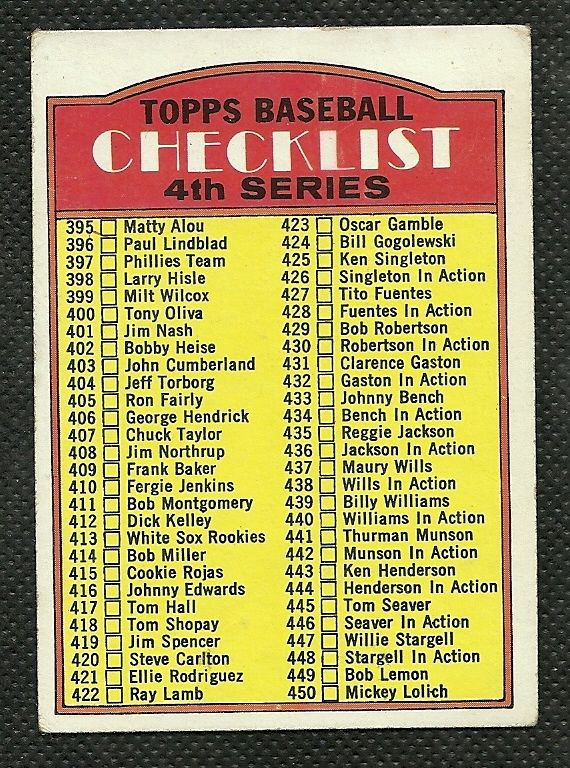 TOPPS BASEBALL
CHECKLIST
4th SERIES
395 Matty Alou
396 Paul Lindblad
397 Phillies Team
398 Larry Hisle
399 Milt Wilcox
400 Tony Oliva
401 Jim Nash
402 Bobby Heise
403 John Cumberland
404 Jeff Torborg
405 Ron Fairly
406 George Hendrick
407 Chuck Taylor
408 Jim Northrup
409 Frank Baker
410 Fergie Jenkins
411 Bob Montgomery
412 Dick Kelley
413 White Sox Rookies
414 Bob Miller
415 Cookie Rojas
416 Johnny Edwards
417 Tom Hall
418 Tom Shopay
419 Jim Spencer
420 Steve Carlton
421 Ellie Rodriguez
422 Ray Lamb
423 Oscar Gamble
424 Bill Gogolewski
425 Ken Singleton
426 Singleton In Action
427 Tito Fuentes
428 Fuentes In Action
429 Bob Robertson
430 Robertson In Action
431 Clarence Gaston
432 Gaston In Action
433 Johnny Bench
434 Bench In Action
435 Reggie Jackson
436 Jackson In Action
437 Maury Wills
438 Wills In Action
439 Billy Williams
440 Williams In Action
441 Thurman Munson
442 Munson In Action
443 Ken Henderson
444 Henderson In Action
445 Tom Seaver
446 Seaver In Action
447 Willie Stargell
448 Stargell In Action
449 Bob Lemon
450 Mickey Lolich